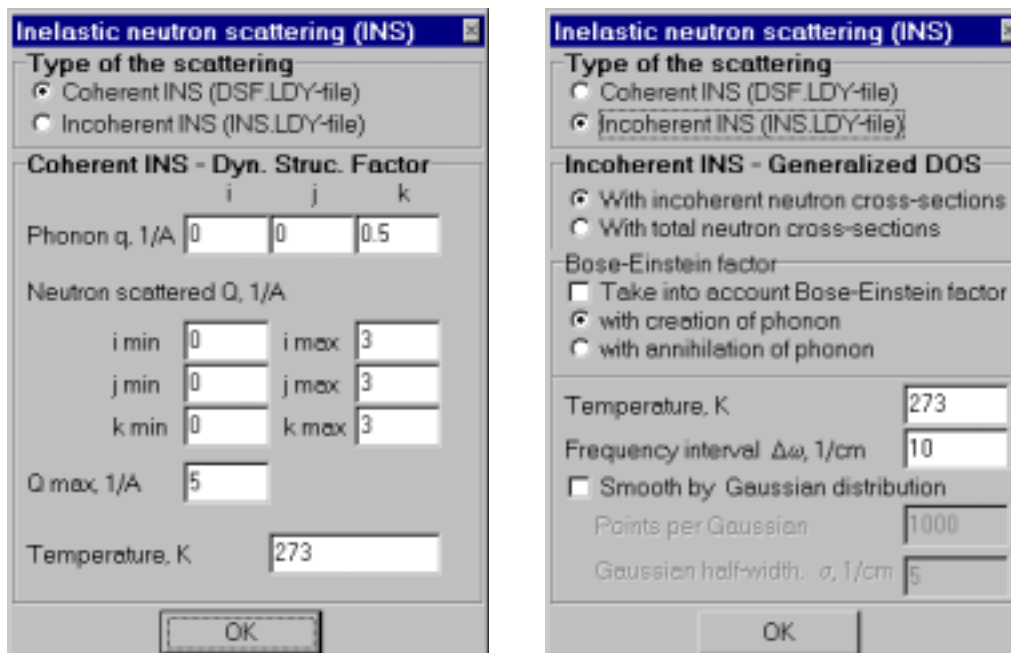 Inelastic neutron scattering (INS)
Type of the scattering
Coherent INS (DSF.LDY-file)
Incoherent INS (INS.LDY-file)
Coherent INS - Dyn. Struc. Factor
i j k
Phonon q, 1/A 0 0 0.5
Neutron scattered Q, 1/A
i min 0 i max 3
j min 0 j max 3
k min 0 k max 3
Q max, 1/A 5
Temperature, K 273
OK
Inelastic neutron scattering (INS)
Type of the scattering
Coherent INS (DSF.LDY-file)
Incoherent INS (INS.LDY-file)
Incoherent INS - Generalized DOS
With incoherent neutron cross-sections
With total neutron cross-sections
Bose-Einstein factor
Take into account Bose-Einstein factor
with creation of phonon
with annihilation of phonon
Temperature, K 273
Frequency interval Δω, 1/cm 10
Smooth by Gaussian distribution
Points per Gaussian 1000
Gaussian half-width. σ, 1/cm 5
OK